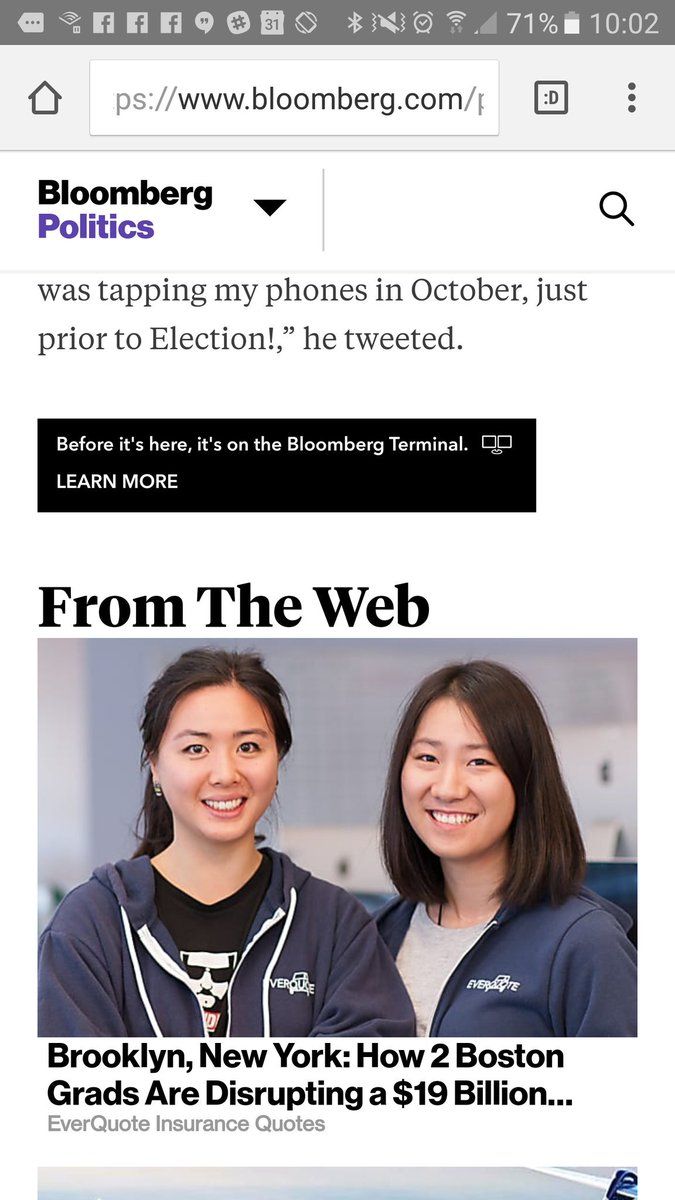 31
71%
10:02
ps://www.bloomberg.com/p
:D
Bloomberg
Politics
was tapping my phones in October, just
prior to Election!,” he tweeted.
Before it's here, it's on the Bloomberg Terminal.
LEARN MORE
From The Web
EVERQUOTE
EVERQUOTE
Brooklyn, New York: How 2 Boston
Grads Are Disrupting a $19 Billion...
EverQuote Insurance Quotes